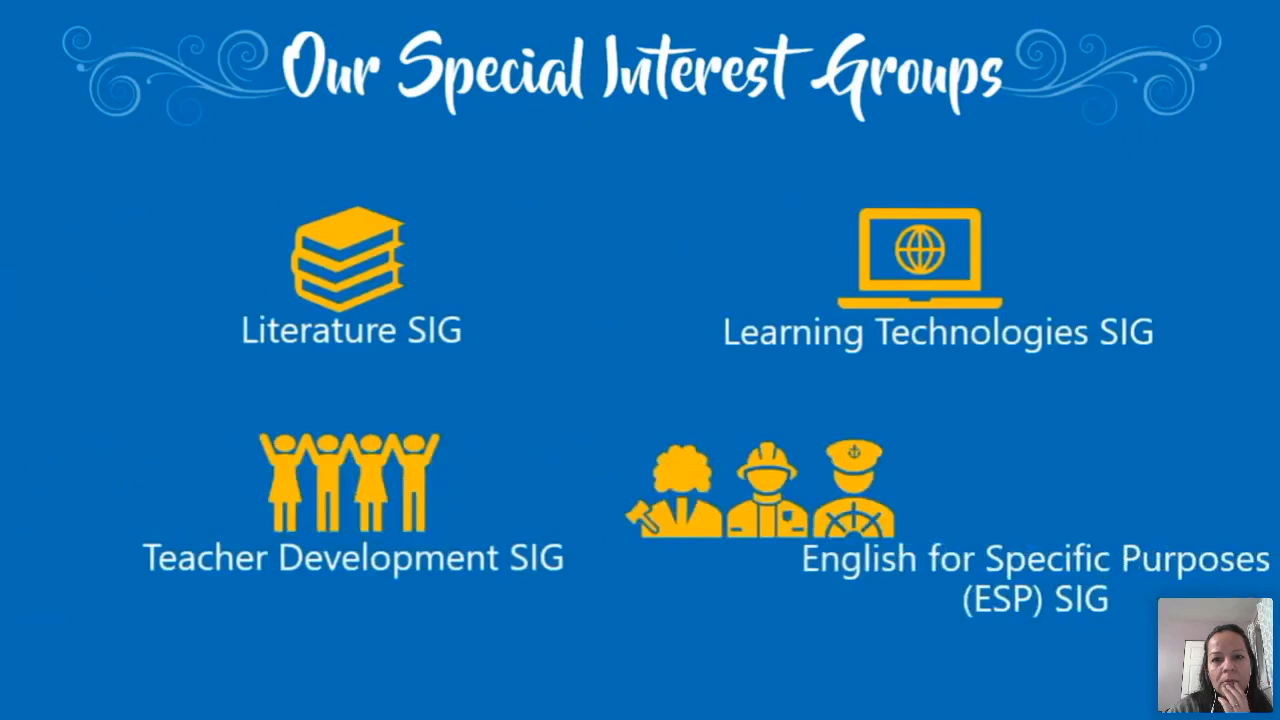 Our Special Interest Groups
Literature SIG
Learning Technologies SIG
Teacher Development SIG
English for Specific Purposes
(ESP) SIG